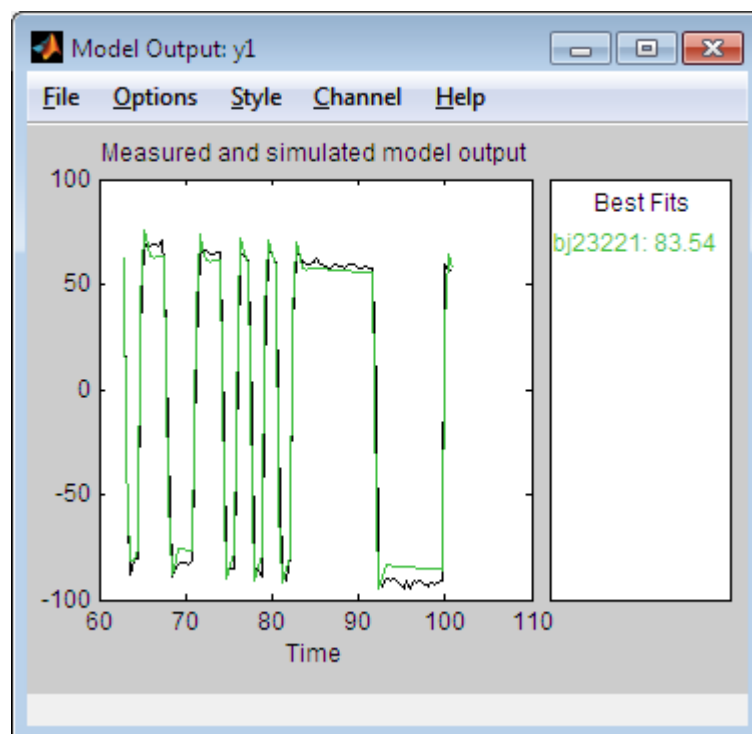 Model Output: y1
File Options Style Channel Help
Measured and simulated model output
100
50
0
-50
-100
60 70 80 90 100 110
Time
Best Fits
bj23221: 83.54